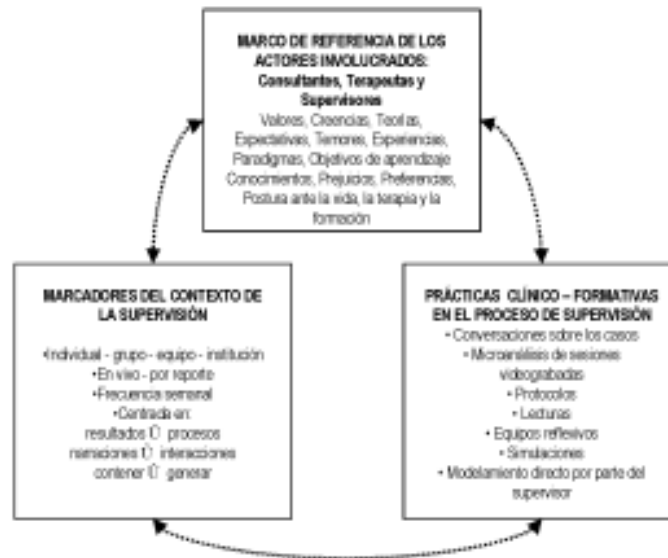 MARCO DE REFERENCIA DE LOS
ACTORES INVOLUCRADOS:
Consultantes, Terapeutas y
Supervisores
Valores, Creencias, Teorías,
Expectativas, Temores, Experiencias,
Paradigmas, Objetivos de aprendizaje
Conocimientos, Prejuicios, Preferencias,
Postura ante la vida, la terapia y la
formación
MARCADORES DEL CONTEXTO DE
LA SUPERVISIÓN
•Individual - grupo - equipo - institución
•En vivo - por reporte
•Frecuencia semanal
•Centrada en:
resultados Û procesos
narraciones Û interacciones
contener Û generar
PRÁCTICAS CLÍNICO – FORMATIVAS
EN EL PROCESO DE SUPERVISIÓN
• Conversaciones sobre los casos
• Microanálisis de sesiones
videograbadas
• Protocolos
• Lecturas
• Equipos reflexivos
• Simulaciones
• Modelamiento directo por parte del
supervisor